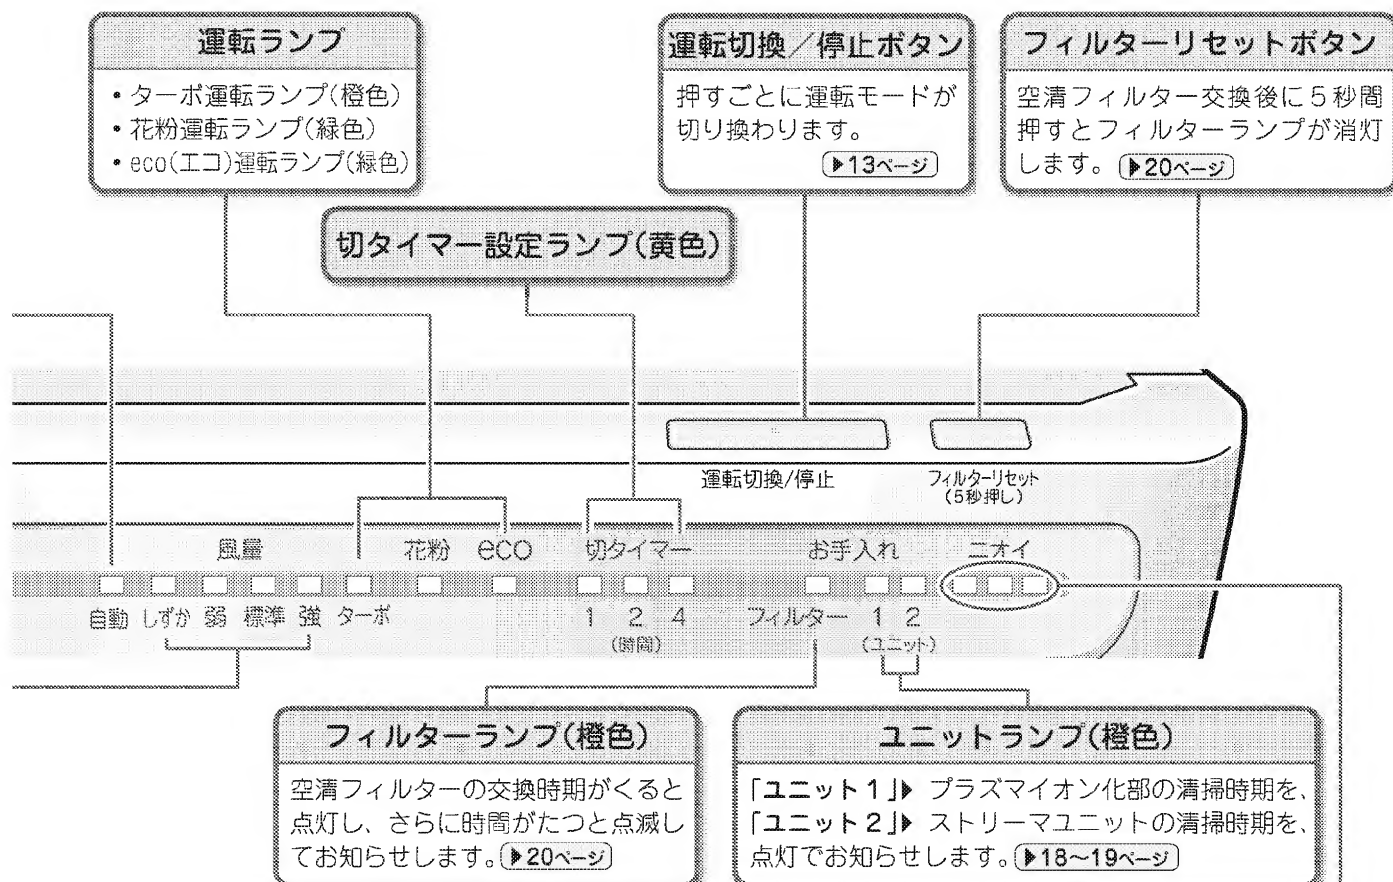 運転ランプ
・ターボ運転ランプ(橙色)
・花粉運転ランプ(緑色)
・eco(エコ)運転ランプ(緑色)
運転切換／停止ボタン
押すごとに運転モードが
切り換わります。
▶13ページ
フィルターリセットボタン
空清フィルター交換後に５秒間
押すとフィルターランプが消灯
します。▶20ページ
切タイマー設定ランプ(黄色)
運転切換/停止
フィルターリセット
(5秒押し)
風量 花粉 eco 切タイマー お手入れ ニオイ
自動 しずか 弱 標準 強 ターボ 1 2 4 フィルター 1 2
(時間) (ユニット)
フィルターランプ(橙色)
空清フィルターの交換時期がくると
点灯し、さらに時間がたつと点滅し
てお知らせします。▶20ページ
ユニットランプ(橙色)
「ユニット１」▶ プラズマイオン化部の清掃時期を、
「ユニット２」▶ ストリーマユニットの清掃時期を、
点灯でお知らせします。▶18～19ページ